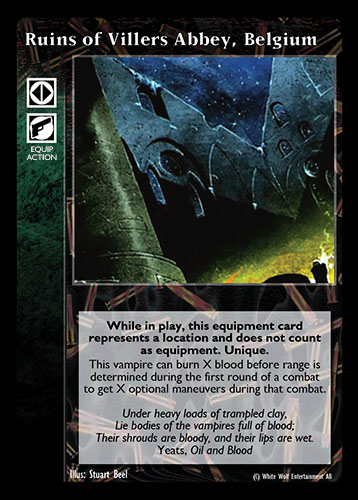 Ruins of Villers Abbey, Belgium
EQUIP
ACTION
While in play, this equipment card
represents a location and does not count
as equipment. Unique.
This vampire can burn X blood before range is
determined during the first round of a combat
to get X optional maneuvers during that combat.
Under heavy loads of trampled clay,
Lie bodies of the vampires full of blood;
Their shrouds are bloody, and their lips are wet.
Yeats, Oil and Blood
Illus: Stuart Beel
(C) White Wolf Entertainment AB